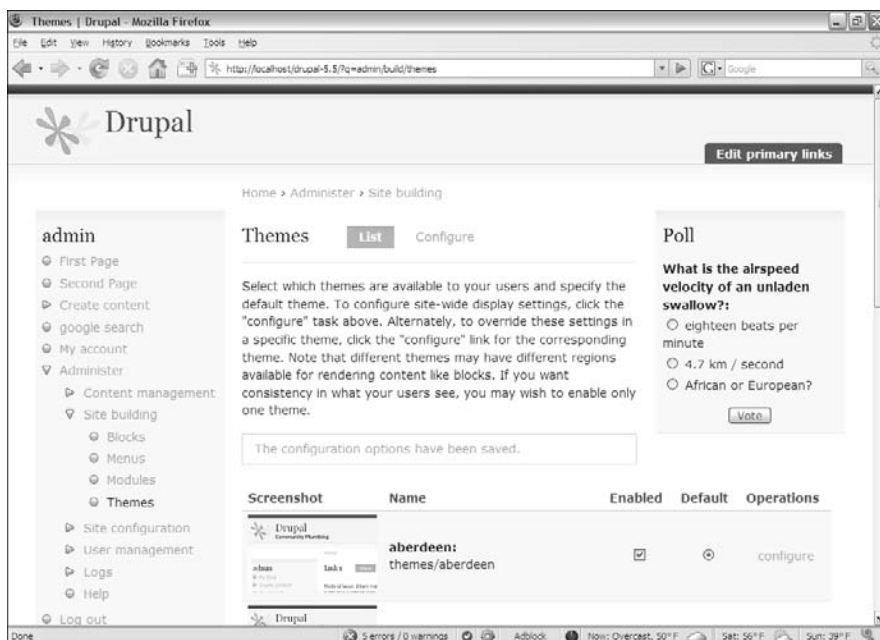 Themes | Drupal - Mozilla Firefox
File Edit View History Bookmarks Tools Help
http://localhost/drupal-5.5/?q=admin/build/themes
Google
Drupal
Edit primary links
Home > Administer > Site building
admin
First Page
Second Page
Create content
google search
My account
Administer
Content management
Site building
Blocks
Menus
Modules
Themes
Site configuration
User management
Logs
Help
Log out
Themes List Configure
Select which themes are available to your users and specify the
default theme. To configure site-wide display settings, click the
"configure" task above. Alternately, to override these settings in
a specific theme, click the "configure" link for the corresponding
theme. Note that different themes may have different regions
available for rendering content like blocks. If you want
consistency in what your users see, you may wish to enable only
one theme.
The configuration options have been saved.
Screenshot Name Enabled Default Operations
Drupal
Community Plumbing
admin
Links
aberdeen:
themes/aberdeen
configure
Drupal
Poll
What is the airspeed
velocity of an unladen
swallow?:
eighteen beats per
minute
4.7 km / second
African or European?
Vote
Done
5 errors / 0 warnings
Adblock
Now: Overcast, 50° F
Sat: 56° F
Sun: 39° F